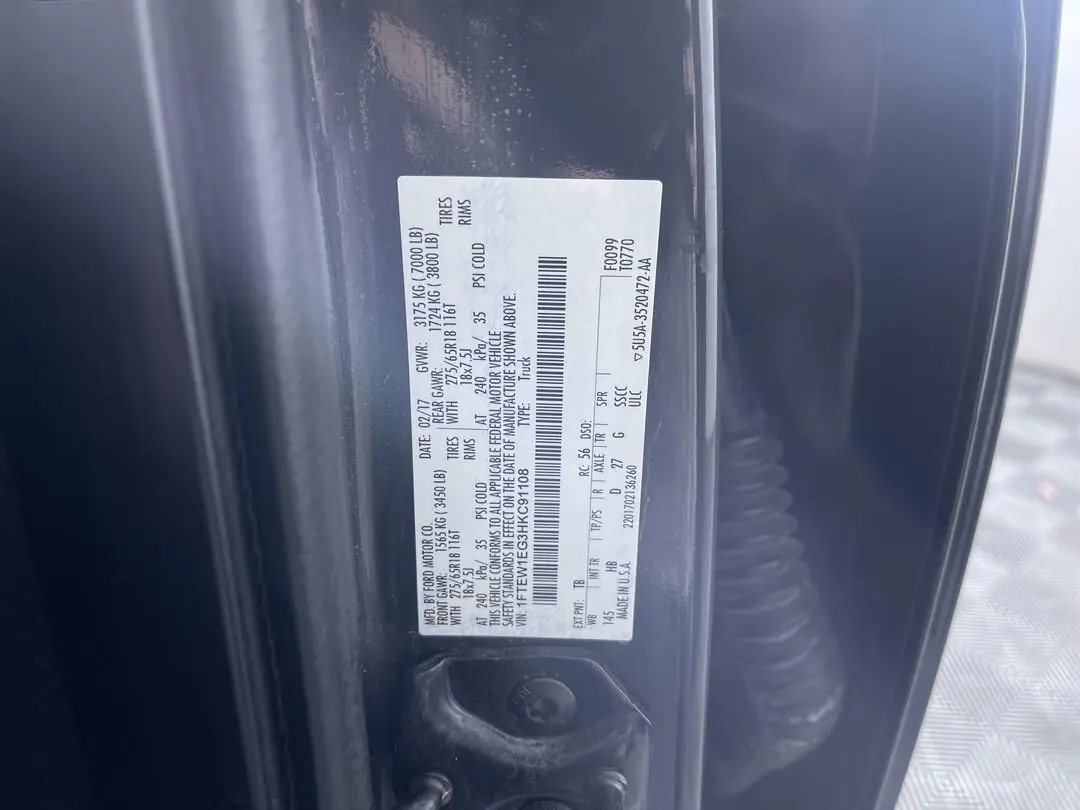 MFD. BY FORD MOTOR CO.
DATE: 02/17 GVWR: 3175 KG ( 7000 LB)
FRONT GAWR: 1565 KG ( 3450 LB)
REAR GAWR: 1724 KG ( 3800 LB)
WITH 275/65R18 116T TIRES
WITH 275/65R18 116T TIRES
18x7.5J RIMS
18x7.5J RIMS
AT 240 kPa/ 35 PSI COLD
AT 240 kPa/ 35 PSI COLD
THIS VEHICLE CONFORMS TO ALL APPLICABLE FEDERAL MOTOR VEHICLE
SAFETY STANDARDS IN EFFECT ON THE DATE OF MANUFACTURE SHOWN ABOVE.
VIN: 1FTEW1EG3HKC91108 TYPE: Truck
EXT PNT: TB RC: 56 DSO: F0099
WB INT TR TP/PS R AXLE TR SPR T0770
145 HB D 27 G SSCC
MADE IN U.S.A. 2201702136260 ULC
▽5U5A-3520472-AA